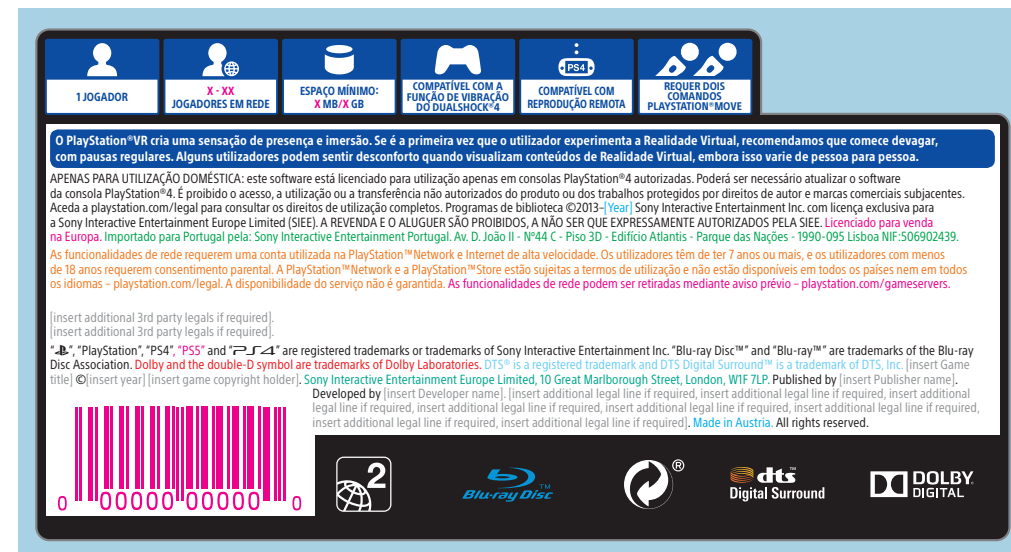 1 JOGADOR
X - XX
JOGADORES EM REDE
ESPAÇO MÍNIMO:
X MB/X GB
COMPATÍVEL COM A
FUNÇÃO DE VIBRAÇÃO
DO DUALSHOCK®4
PS4
COMPATÍVEL COM
REPRODUÇÃO REMOTA
REQUER DOIS
COMANDOS
PLAYSTATION®MOVE
O PlayStation®VR cria uma sensação de presença e imersão. Se é a primeira vez que o utilizador experimenta a Realidade Virtual, recomendamos que comece devagar,
com pausas regulares. Alguns utilizadores podem sentir desconforto quando visualizam conteúdos de Realidade Virtual, embora isso varie de pessoa para pessoa.
APENAS PARA UTILIZAÇÃO DOMÉSTICA: este software está licenciado para utilização apenas em consolas PlayStation®4 autorizadas. Poderá ser necessário atualizar o software
da consola PlayStation®4. É proibido o acesso, a utilização ou a transferência não autorizados do produto ou dos trabalhos protegidos por direitos de autor e marcas comerciais subjacentes.
Aceda a playstation.com/legal para consultar os direitos de utilização completos. Programas de biblioteca ©2013–[Year] Sony Interactive Entertainment Inc. com licença exclusiva para
a Sony Interactive Entertainment Europe Limited (SIEE). A REVENDA E O ALUGUER SÃO PROIBIDOS, A NÃO SER QUE EXPRESSAMENTE AUTORIZADOS PELA SIEE. Licenciado para venda
na Europa. Importado para Portugal pela: Sony Interactive Entertainment Portugal. Av. D. João II - Nº44 C - Piso 3D - Edifício Atlantis - Parque das Nações - 1990-095 Lisboa NIF:506902439.
As funcionalidades de rede requerem uma conta utilizada na PlayStation™Network e Internet de alta velocidade. Os utilizadores têm de ter 7 anos ou mais, e os utilizadores com menos
de 18 anos requerem consentimento parental. A PlayStation™Network e a PlayStation™Store estão sujeitas a termos de utilização e não estão disponíveis em todos os países nem em todos
os idiomas – playstation.com/legal. A disponibilidade do serviço não é garantida. As funcionalidades de rede podem ser retiradas mediante aviso prévio – playstation.com/gameservers.
[insert additional 3rd party legals if required].
[insert additional 3rd party legals if required].
“PS”, “PlayStation”, “PS4”, “PS5” and “PS4” are registered trademarks or trademarks of Sony Interactive Entertainment Inc. “Blu-ray Disc™” and “Blu-ray™” are trademarks of the Blu-ray
Disc Association. Dolby and the double-D symbol are trademarks of Dolby Laboratories. DTS® is a registered trademark and DTS Digital Surround™ is a trademark of DTS, Inc. [insert Game
title] ©[insert year] [insert game copyright holder]. Sony Interactive Entertainment Europe Limited, 10 Great Marlborough Street, London, W1F 7LP. Published by [insert Publisher name].
Developed by [insert Developer name]. [insert additional legal line if required, insert additional legal line if required, insert additional
legal line if required, insert additional legal line if required, insert additional legal line if required, insert additional legal line if required,
insert additional legal line if required, insert additional legal line if required]. Made in Austria. All rights reserved.
0 00000 00000 0
2
Blu-ray Disc™
®
dts™
Digital Surround
DOLBY
DIGITAL